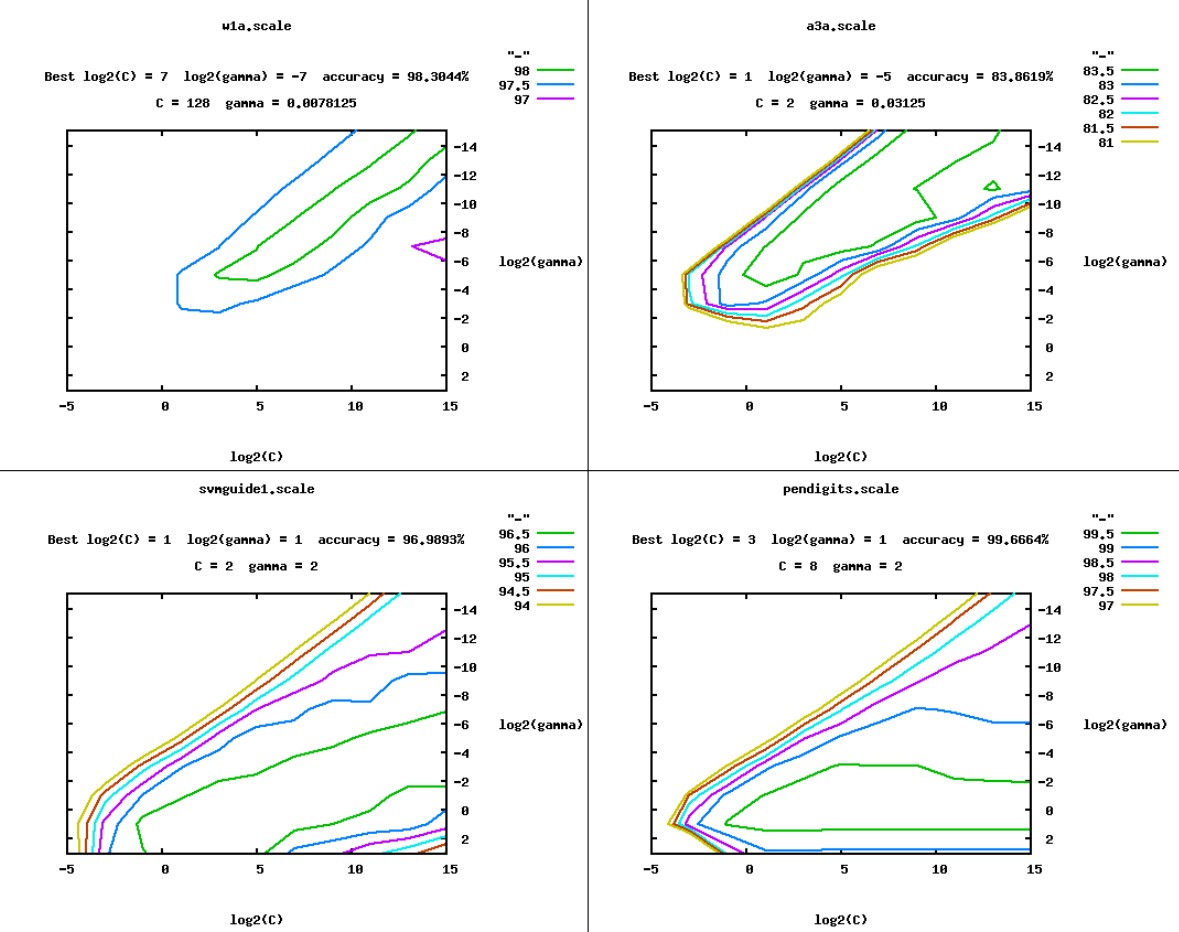 w1a.scale
"_"
Best log2(C) = 7 log2(gamma) = -7 accuracy = 98.3044%
98
97.5
C = 128 gamma = 0.0078125
97
-14
-12
-10
-8
-6
log2(gamma)
-4
-2
0
2
-5 0 5 10 15
log2(C)
a3a.scale
"_"
Best log2(C) = 1 log2(gamma) = -5 accuracy = 83.8619%
83.5
83
C = 2 gamma = 0.03125
82.5
82
81.5
81
-14
-12
-10
-8
-6
log2(gamma)
-4
-2
0
2
-5 0 5 10 15
log2(C)
svmguide1.scale
"_"
Best log2(C) = 1 log2(gamma) = 1 accuracy = 96.9893%
96.5
96
95.5
C = 2 gamma = 2
95
94.5
94
-14
-12
-10
-8
-6
log2(gamma)
-4
-2
0
2
-5 0 5 10 15
log2(C)
pendigits.scale
"_"
Best log2(C) = 3 log2(gamma) = 1 accuracy = 99.6664%
99.5
99
98.5
C = 8 gamma = 2
98
97.5
97
-14
-12
-10
-8
-6
log2(gamma)
-4
-2
0
2
-5 0 5 10 15
log2(C)